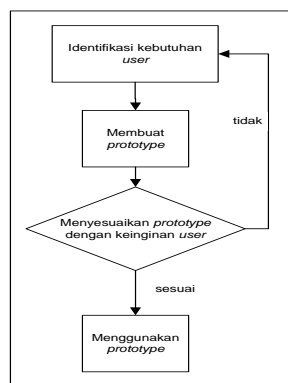 Identifikasi kebutuhan
user
tidak
Membuat
prototype
Menyesuaikan prototype
dengan keinginan user
sesuai
Menggunakan
prototype